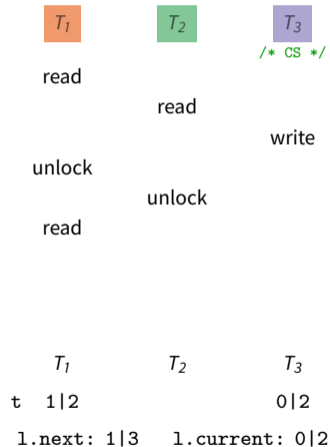 T1 T2 T3
/* CS */
read
read
write
unlock
unlock
read
T1 T2 T3
t 1|2 0|2
l.next: 1|3 l.current: 0|2